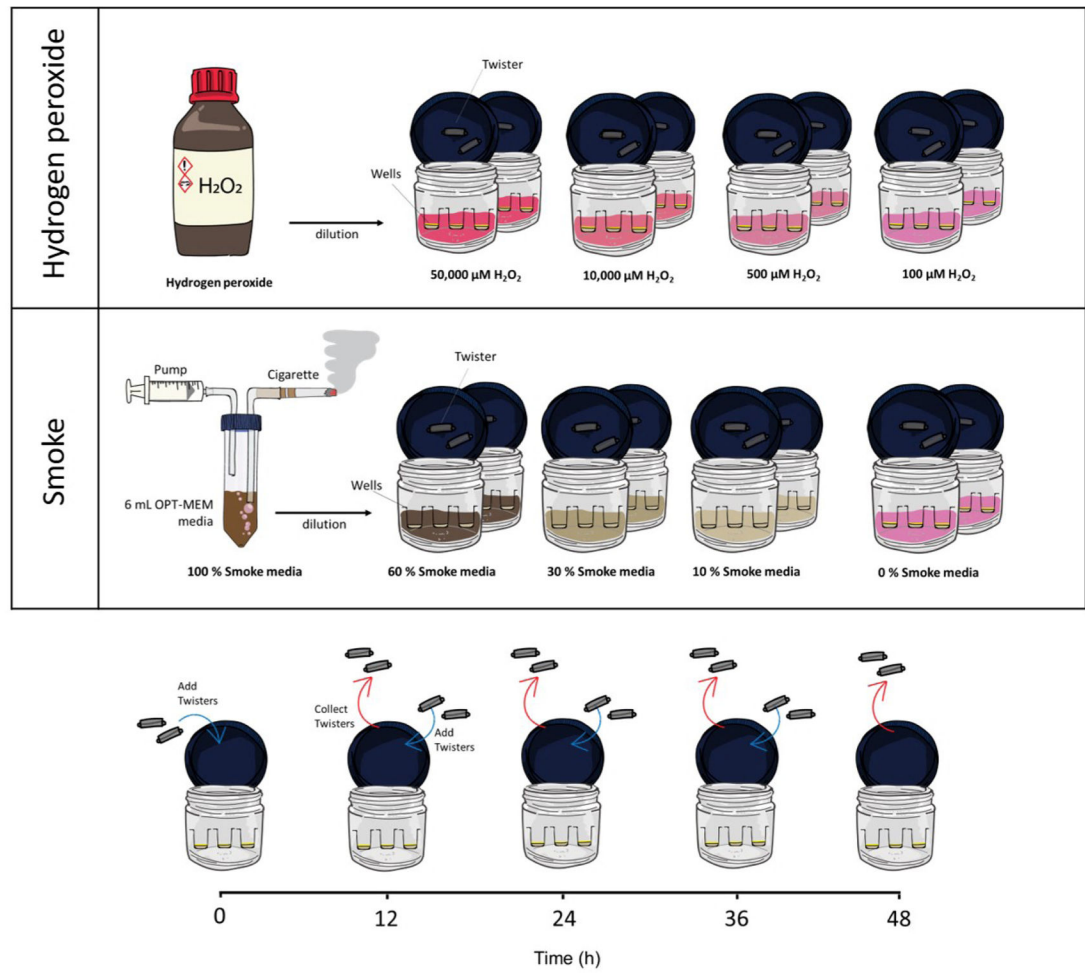 Hydrogen peroxide
Twister
Wells
H₂O₂
dilution
Hydrogen peroxide
50,000 µM H₂O₂
10,000 µM H₂O₂
500 µM H₂O₂
100 µM H₂O₂
Smoke
Pump
Cigarette
Twister
Wells
6 mL OPT-MEM
media
dilution
100 % Smoke media
60 % Smoke media
30 % Smoke media
10 % Smoke media
0 % Smoke media
Add
Twisters
Collect
Twisters
Add
Twisters
0
12
24
36
48
Time (h)